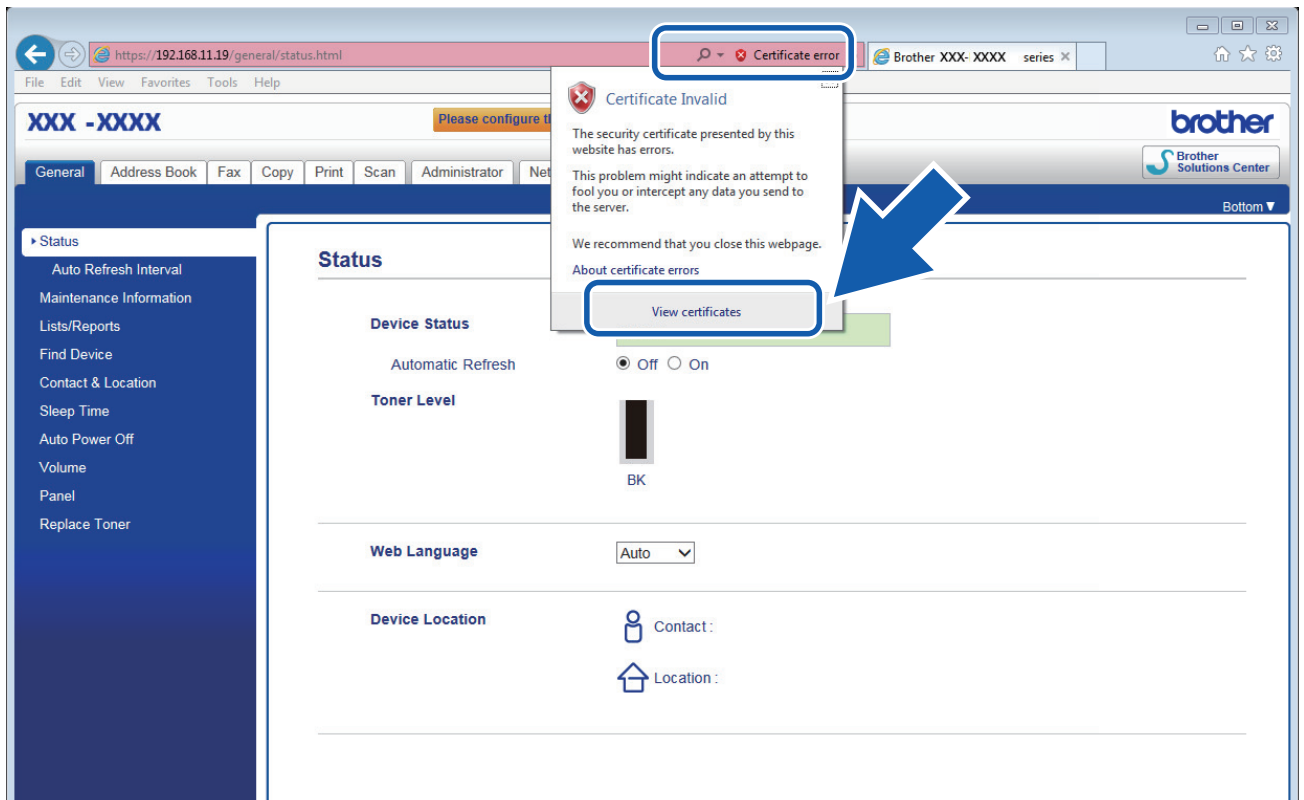 https://192.168.11.19/general/status.html
Certificate error
Brother XXX- XXXX series
File Edit View Favorites Tools Help
Certificate Invalid
XXX -XXXX
Please configure t
The security certificate presented by this
website has errors.
brother
This problem might indicate an attempt to
fool you or intercept any data you send to
the server.
General Address Book Fax Copy Print Scan Administrator Net
Brother
Solutions Center
Bottom▼
We recommend that you close this webpage.
About certificate errors
View certificates
Status
Auto Refresh Interval
Maintenance Information
Lists/Reports
Find Device
Contact & Location
Sleep Time
Auto Power Off
Volume
Panel
Replace Toner
Status
Device Status
Automatic Refresh
Off On
Toner Level
BK
Web Language
Auto
Device Location
Contact :
Location :